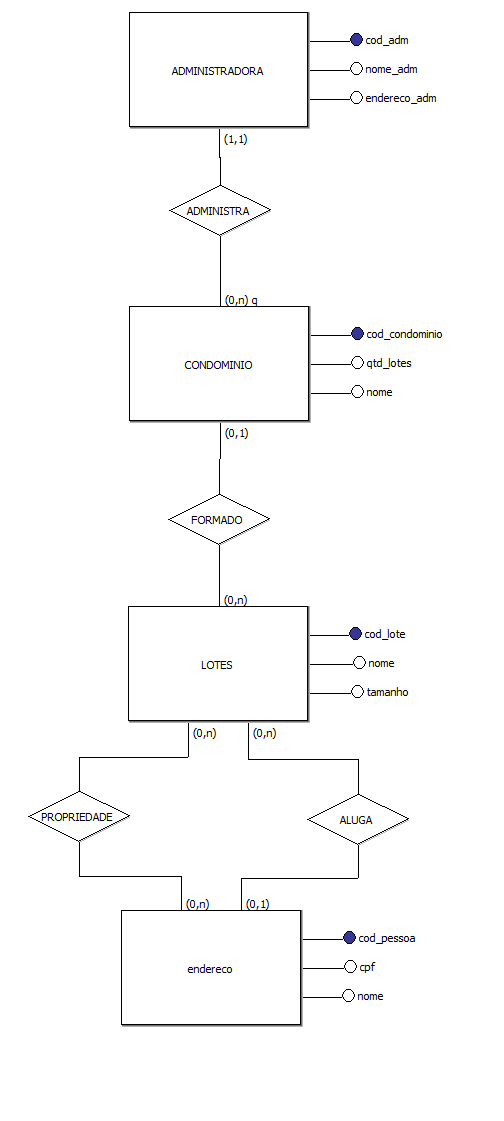 cod_adm
ADMINISTRADORA
nome_adm
endereco_adm
(1,1)
ADMINISTRA
(0,n) q
cod_condominio
CONDOMINIO
qtd_lotes
nome
(0,1)
FORMADO
(0,n)
cod_lote
LOTES
nome
tamanho
(0,n)
(0,n)
PROPRIEDADE
ALUGA
(0,n)
(0,1)
cod_pessoa
endereco
cpf
nome